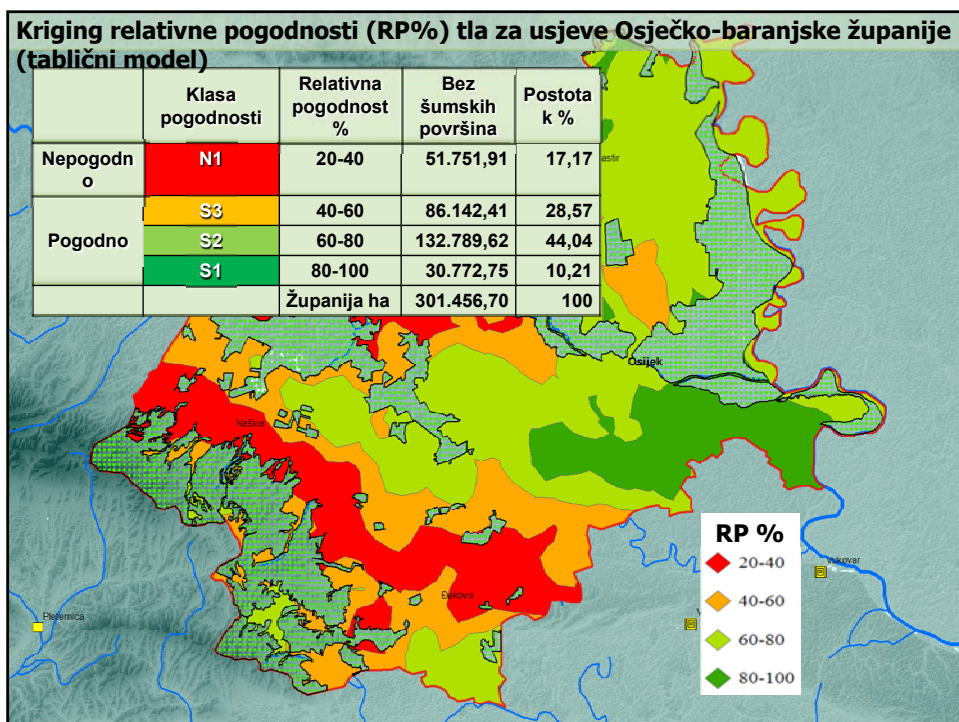 Kriging relativne pogodnosti (RP%) tla za usjeve Osječko-baranjske županije
(tablični model)
Klasa pogodnosti Relativna pogodnost % Bez šumskih površina Postota k %
Nepogodn o N1 20-40 51.751,91 17,17
Pogodno S3 40-60 86.142,41 28,57
S2 60-80 132.789,62 44,04
S1 80-100 30.772,75 10,21
Županija ha 301.456,70 100
astir
Osijek
Našice
Đakovo
Vukovar
V
Pleternica
RP %
20-40
40-60
60-80
80-100